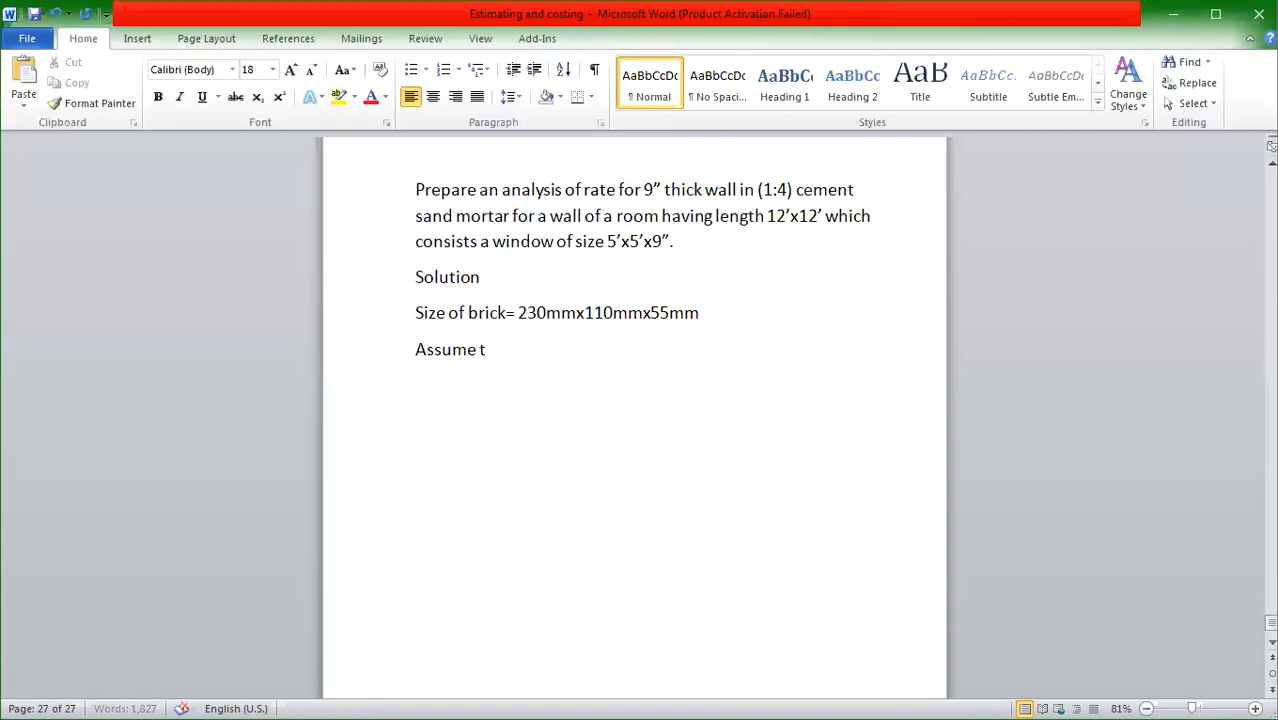 Estimating and costing - Microsoft Word (Product Activation Failed)
File Home Insert Page Layout References Mailings Review View Add-Ins
Cut
Copy
Format Painter
Paste
Clipboard
Calibri (Body) 18
Font
Paragraph
AaBbCcDc AaBbCcDc AaBbCc AaBbCc AaB AaBbCcDc AaBbCcDc
¶ Normal ¶ No Spaci... Heading 1 Heading 2 Title Subtitle Subtle Em...
Styles
Change
Styles
Find
Replace
Select
Editing
Prepare an analysis of rate for 9” thick wall in (1:4) cement
sand mortar for a wall of a room having length 12’x12’ which
consists a window of size 5’x5’x9”.
Solution
Size of brick= 230mmx110mmx55mm
Assume t
Page: 27 of 27 Words: 1,827 English (U.S.) 81%